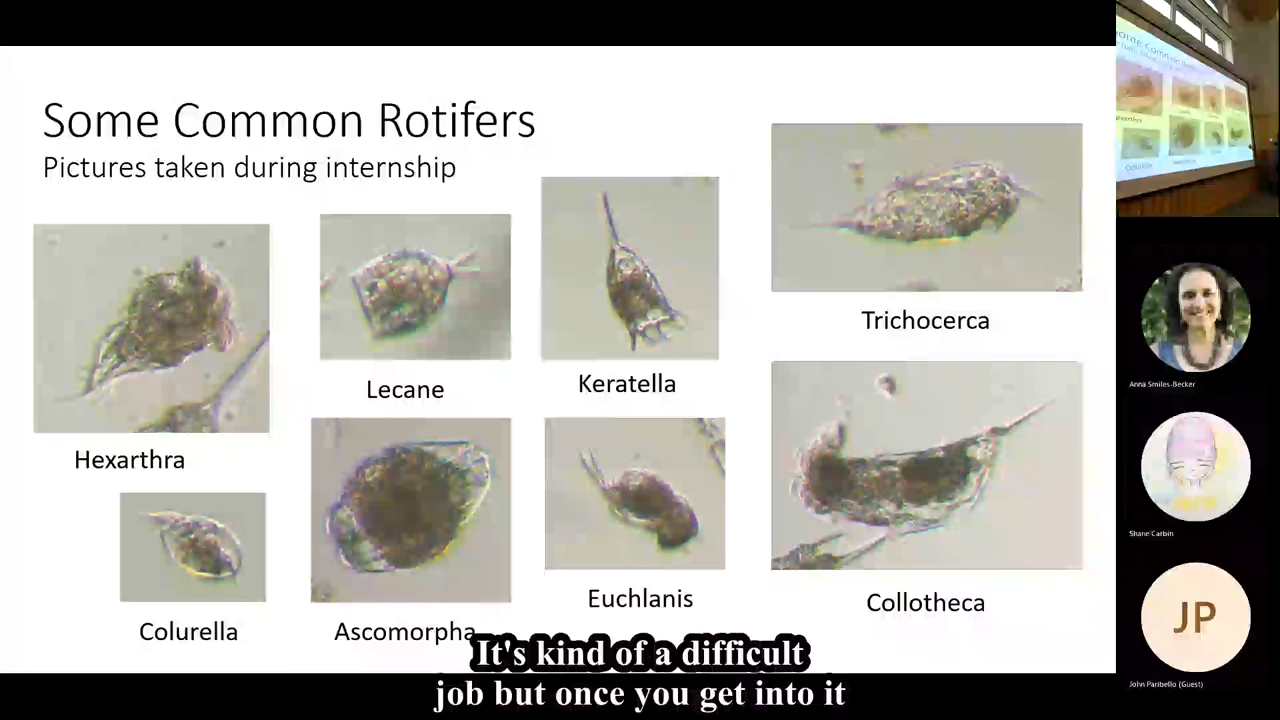 Some Common Rotifers
Pictures taken during internship
Hexarthra
Lecane
Keratella
Trichocerca
Colurella
Ascomorpha
Euchlanis
Collotheca
It's kind of a difficult
job but once you get into it
Anna Smiles-Becker
Shane Carbin
JP
John Paribello (Guest)